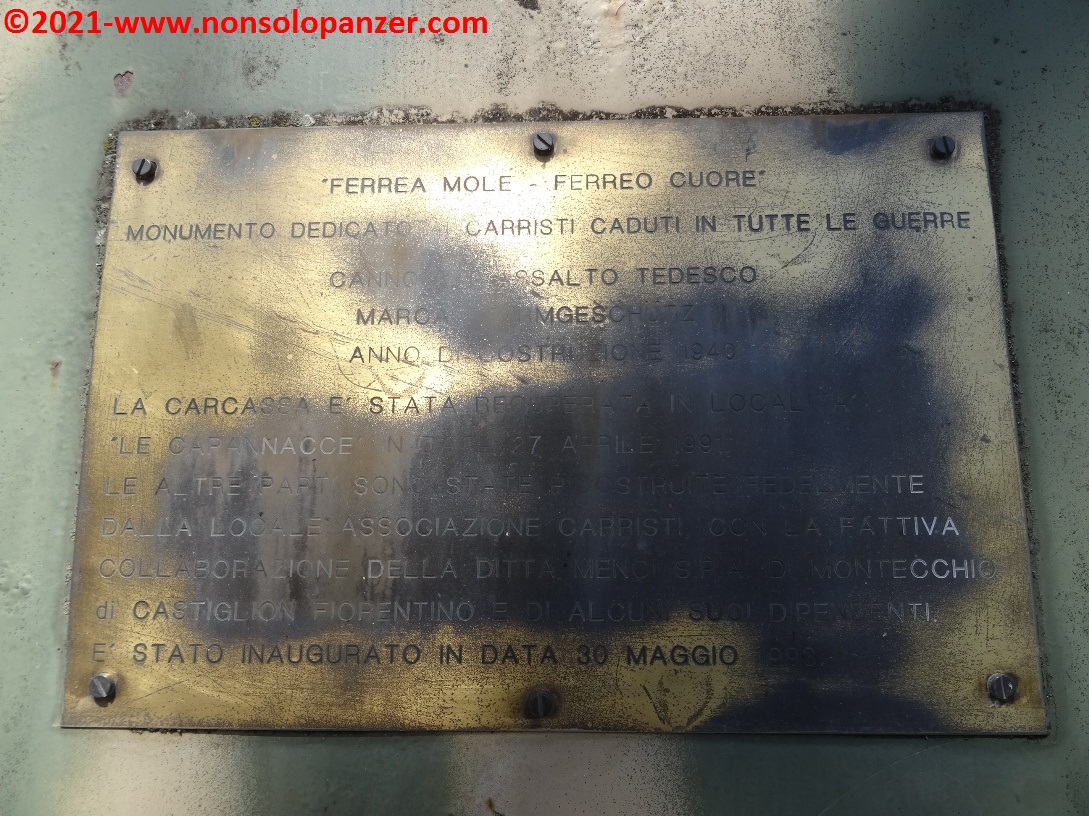 ©2021-www.nonsolopanzer.com
"FERREA MOLE - FERREO CUORE"
MONUMENTO DEDICATO AI CARRISTI CADUTI IN TUTTE LE GUERRE
ASSALTO TEDESCO
MARCA
ANNO DI COSTRUZIONE
LA CARCASSA E' STATA RECUPERATA IN LOCALITA'
"LE CAPANNACCE" IN DATA 27 APRILE
LE ALTRE PARTI SONO STATE RICOSTRUITE FEDELMENTE
DALLA LOCALE ASSOCIAZIONE CARRISTI, CON LA FATTIVA
COLLABORAZIONE DELLA DITTA MENCI S.P.A. DI MONTECCHIO
di CASTIGLION FIORENTINO E DI ALCUNI SUOI DIPENDENTI.
E' STATO INAUGURATO IN DATA 30 MAGGIO